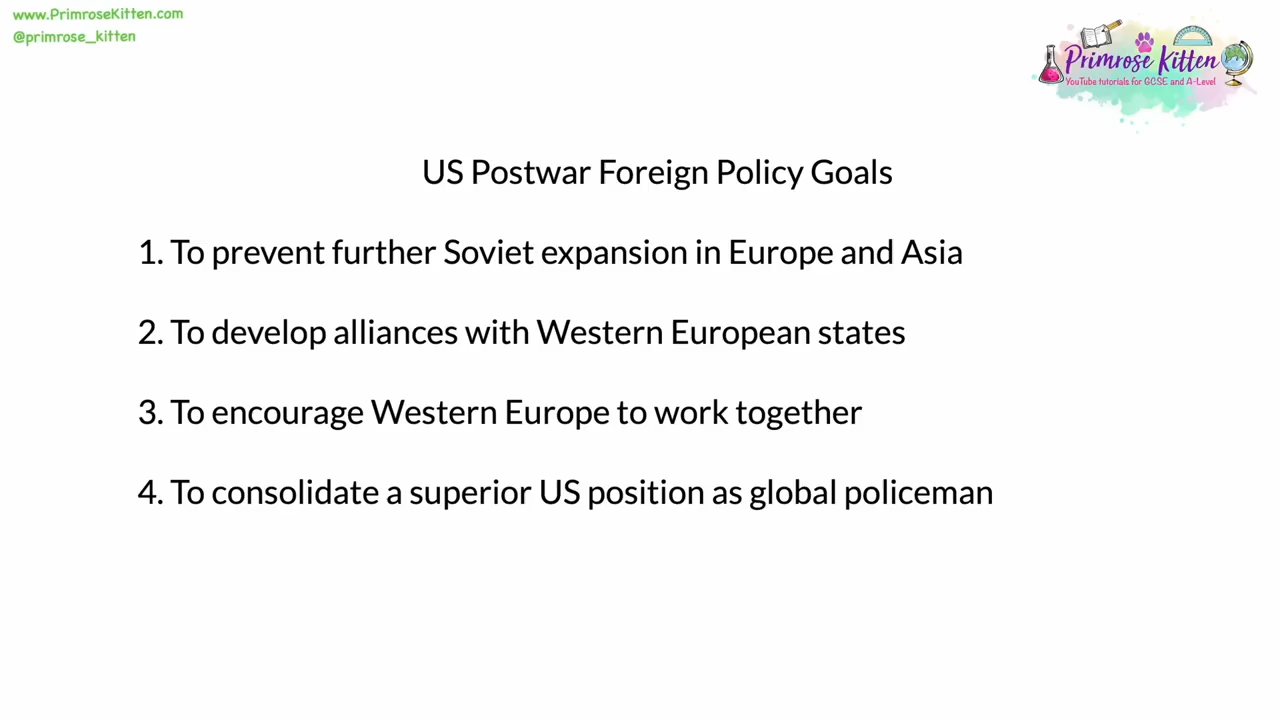 www.PrimroseKitten.com
@primrose_kitten
Primrose Kitten
YouTube tutorials for GCSE and A-Level
US Postwar Foreign Policy Goals
1. To prevent further Soviet expansion in Europe and Asia
2. To develop alliances with Western European states
3. To encourage Western Europe to work together
4. To consolidate a superior US position as global policeman